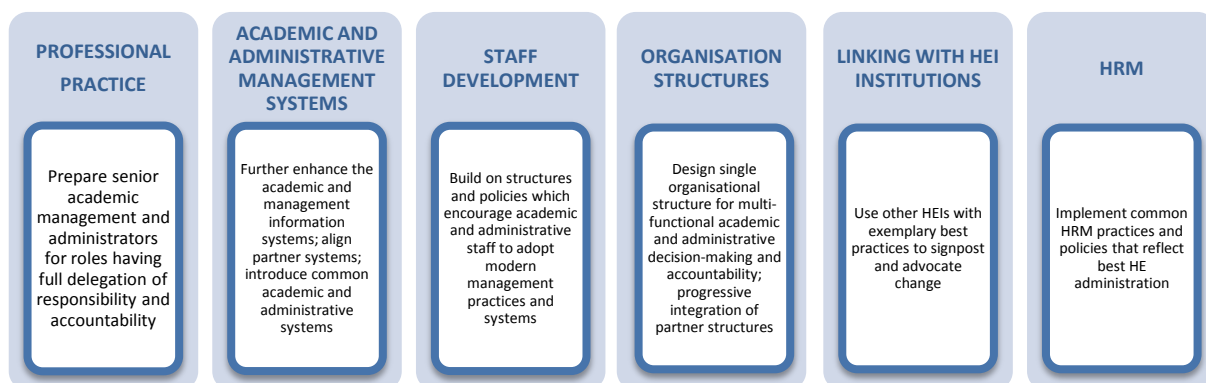 PROFESSIONAL
PRACTICE
Prepare senior
academic
management and
administrators
for roles having
full delegation of
responsibility and
accountability
ACADEMIC AND
ADMINISTRATIVE
MANAGEMENT
SYSTEMS
Further enhance the
academic and
management
information
systems; align
partner systems;
introduce common
academic and
administrative
systems
STAFF
DEVELOPMENT
Build on structures
and policies which
encourage academic
and administrative
staff to adopt
modern
management
practices and
systems
ORGANISATION
STRUCTURES
Design single
organisational
structure for multi-
functional academic
and administrative
decision-making and
accountability;
progressive
integration of
partner structures
LINKING WITH HEI
INSTITUTIONS
Use other HEIs with
exemplary best
practices to signpost
and advocate
change
HRM
Implement common
HRM practices and
policies that reflect
best HE
administration